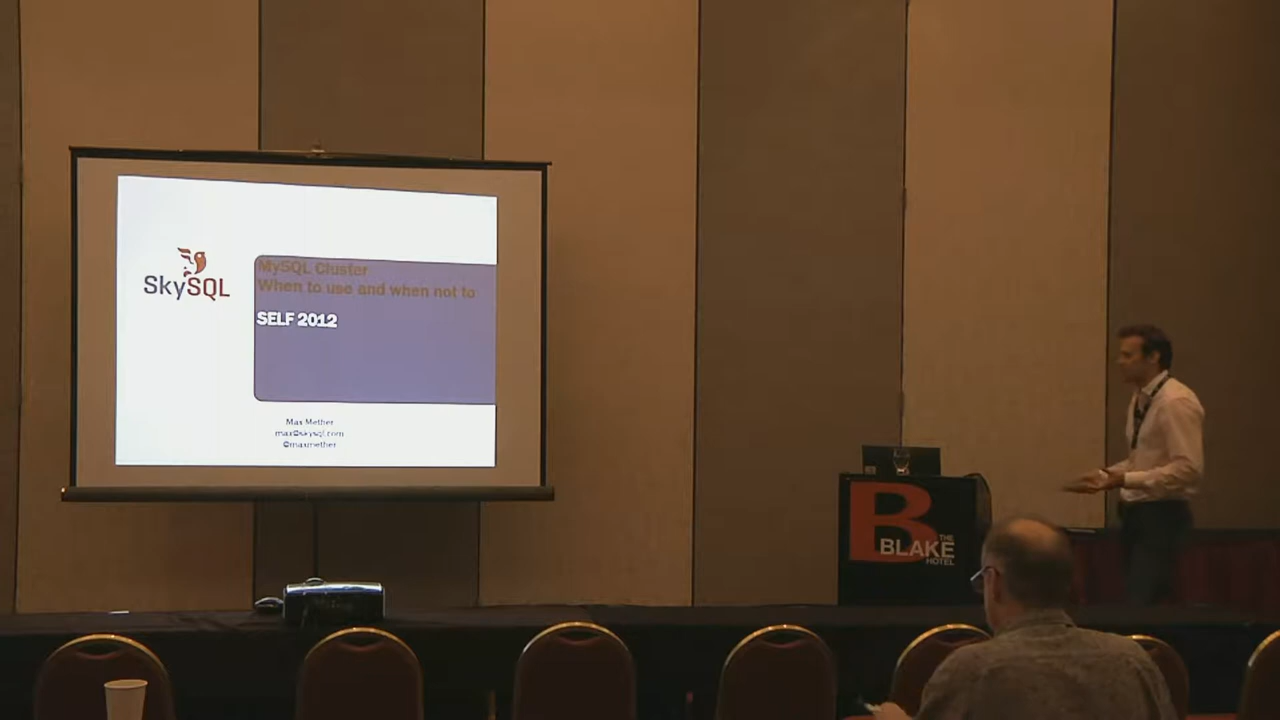 SkySQL
MySQL Cluster
When to use and when not to
SELF 2012
Max Mether
max@skysql.com
@maxmether
B
THE
BLAKE
HOTEL